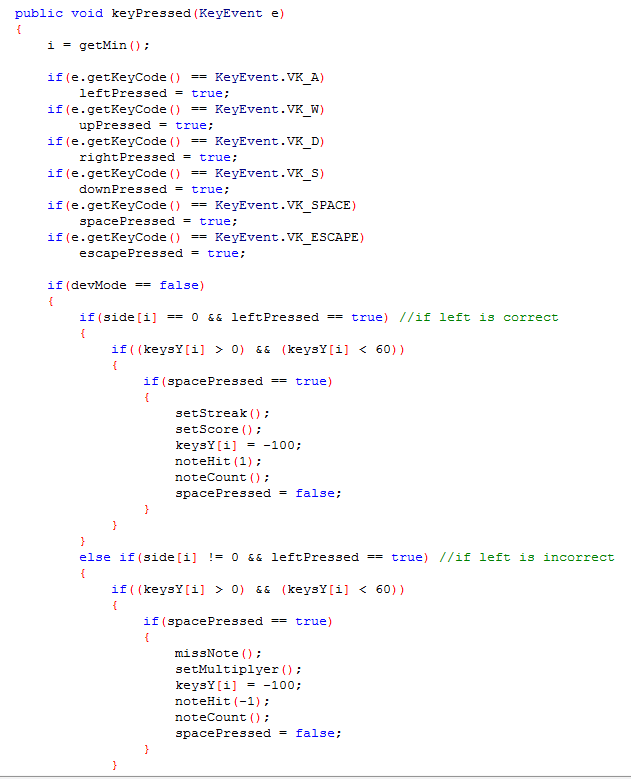 public void keyPressed(KeyEvent e)
{
    i = getMin();

    if(e.getKeyCode() == KeyEvent.VK_A)
        leftPressed = true;
    if(e.getKeyCode() == KeyEvent.VK_W)
        upPressed = true;
    if(e.getKeyCode() == KeyEvent.VK_D)
        rightPressed = true;
    if(e.getKeyCode() == KeyEvent.VK_S)
        downPressed = true;
    if(e.getKeyCode() == KeyEvent.VK_SPACE)
        spacePressed = true;
    if(e.getKeyCode() == KeyEvent.VK_ESCAPE)
        escapePressed = true;

    if(devMode == false)
    {
        if(side[i] == 0 && leftPressed == true) //if left is correct
        {
            if((keysY[i] > 0) && (keysY[i] < 60))
            {
                if(spacePressed == true)
                {
                    setStreak();
                    setScore();
                    keysY[i] = -100;
                    noteHit(1);
                    noteCount();
                    spacePressed = false;
                }
            }
        }
        else if(side[i] != 0 && leftPressed == true) //if left is incorrect
        {
            if((keysY[i] > 0) && (keysY[i] < 60))
            {
                if(spacePressed == true)
                {
                    missNote();
                    setMultiplyer();
                    keysY[i] = -100;
                    noteHit(-1);
                    noteCount();
                    spacePressed = false;
                }
            }